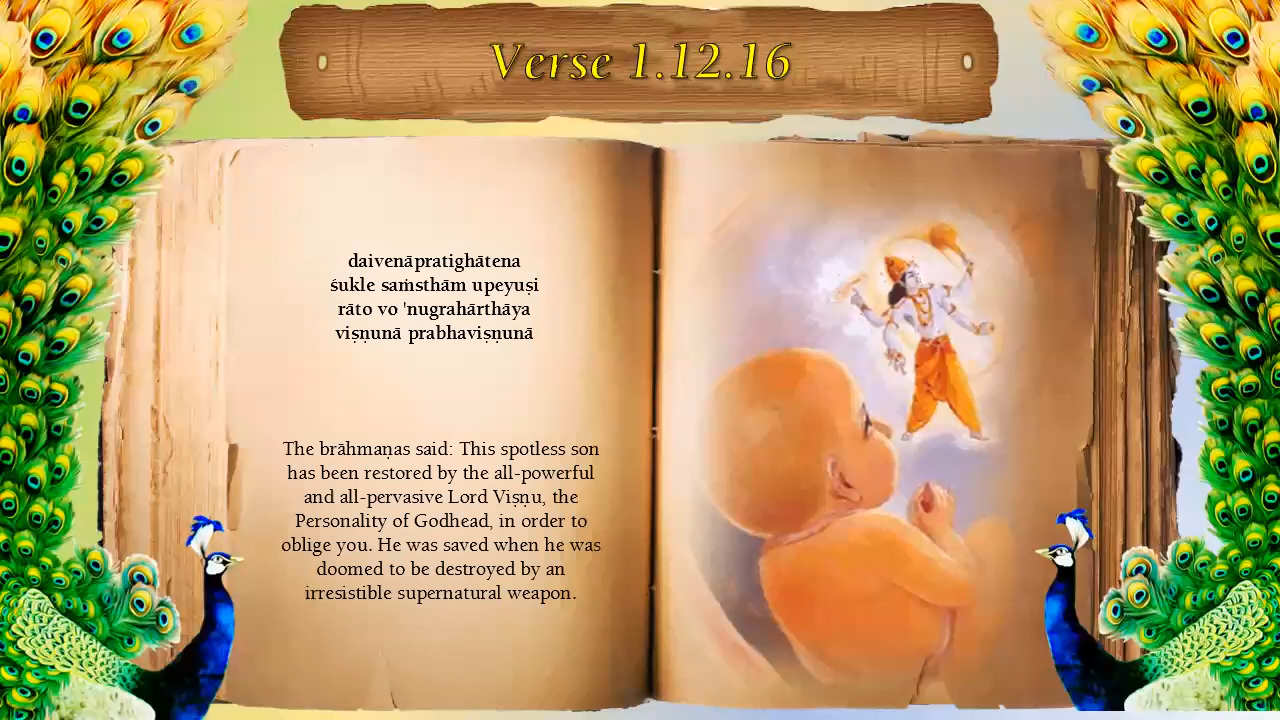 Verse 1.12.16
daivenāpratighātena
śukle saṁsthām upeyuṣi
rāto vo 'nugrahārthāya
viṣṇunā prabhaviṣṇunā
The brāhmaṇas said: This spotless son
has been restored by the all-powerful
and all-pervasive Lord Viṣṇu, the
Personality of Godhead, in order to
oblige you. He was saved when he was
doomed to be destroyed by an
irresistible supernatural weapon.